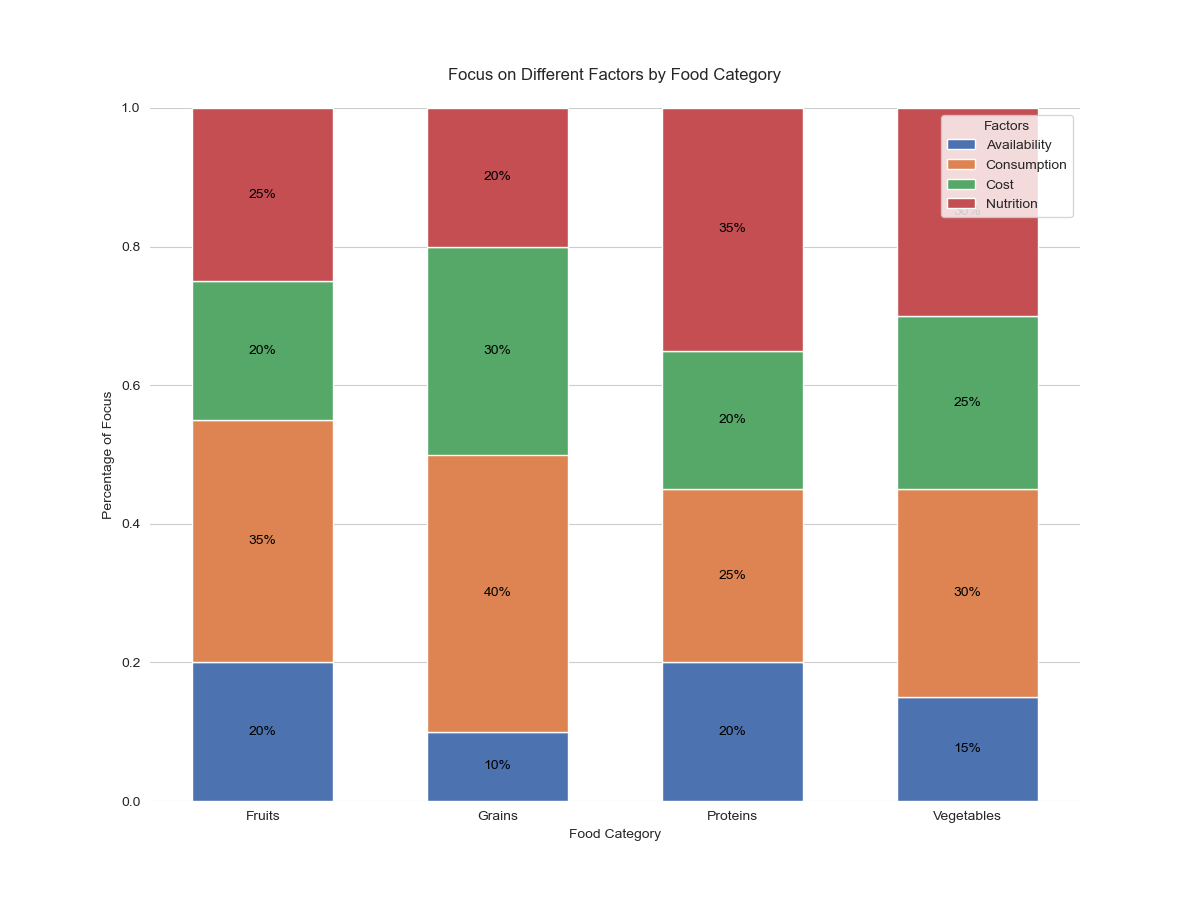 Focus on Different Factors by Food Category
1.0
0.8
0.6
0.4
0.2
0.0
Percentage of Focus
25%
20%
35%
20%
20%
30%
40%
10%
35%
20%
25%
20%
30%
25%
30%
15%
Factors
Availability
Consumption
Cost
Nutrition
Fruits
Grains
Proteins
Vegetables
Food Category